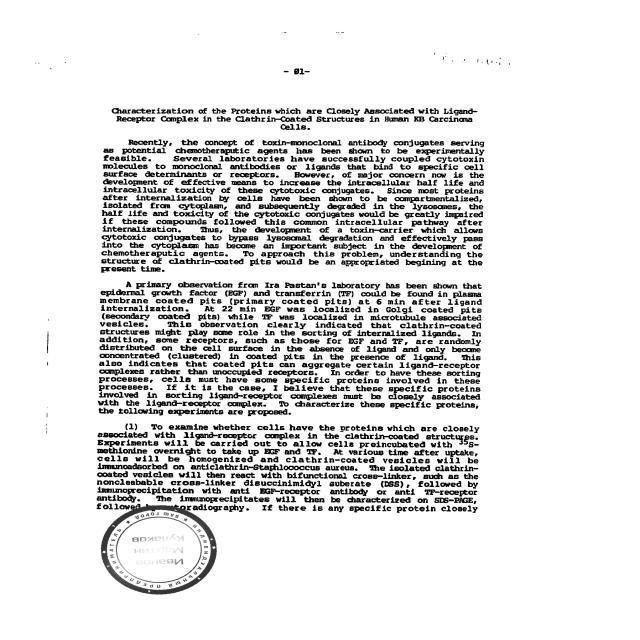 - 01-
Characterization of the Proteins which are Closely Associated with Ligand-
Receptor Complex in the Clathrin-Coated Structures in Human KB Carcinoma
Cells.
Recently, the concept of toxin-monoclonal antibody conjugates serving
as potential chemotheraputic agents has been shown to be experimentally
feasible. Several laboratories have successfully coupled cytotoxin
molecules to monoclonal antibodies or ligands that bind to specific cell
surface determinants or receptors. However, of major concern now is the
development of effective means to increase the intracellular half life and
intracellular toxicity of these cytotoxic conjugates. Since most proteins
after internalization by cells have been shown to be compartmentalized,
isolated from cytoplasm, and subsequently degraded in the lysosomes, the
half life and toxicity of the cytotoxic conjugates would be greatly impaired
if these compounds followed this common intracellular pathway after
internalization. Thus, the development of a toxin-carrier which allows
cytotoxic conjugates to bypass lysosomal degradation and effectively pass
into the cytoplasm has become an important subject in the development of
chemotheraputic agents. To approach this problem, understanding the
structure of clathrin-coated pits would be an appropriated begining at the
present time.
A primary observation from Ira Pastan's laboratory has been shown that
epidermal growth factor (EGF) and transferrin (TF) could be found in plasma
membrane coated pits (primary coated pits) at 6 min after ligand
internalization. At 22 min EGF was localized in Golgi coated pits
(secondary coated pits) while TF was localized in microtubule associated
vesicles. This observation clearly indicated that clathrin-coated
structures might play some role in the sorting of internalized ligands. In
addition, some receptors, such as those for EGF and TF, are randomly
distributed on the cell surface in the absence of ligand and only become
concentrated (clustered) in coated pits in the presence of ligand. This
also indicates that coated pits can aggregate certain ligand-receptor
complexes rather than unoccupied receptors. In order to have these sorting
processes, cells must have some specific proteins involved in these
processes. If it is the case, I believe that these specific proteins
involved in sorting ligand-receptor complexes must be closely associated
with the ligand-receptor complex. To characterize these specific proteins,
the following experiments are proposed.
(1) To examine whether cells have the proteins which are closely
associated with ligand-receptor complex in the clathrin-coated structures.
Experiments will be carried out to allow cells preincubated with ³⁵S-
methionine overnight to take up EGF and TF. At various time after uptake,
cells will be homogenized and clathrin-coated vesicles will be
immunoadsorbed on anticlathrin-Staphlococcus aureus. The isolated clathrin-
coated vesicles will then react with bifunctional cross-linker, such as the
noncleasble cross-linker disuccinimidyl suberate (DSS), followed by
immunoprecipitation with anti EGF-receptor antibody or anti TF-receptor
antibody. The immunoprecipitates will then be characterized on SDS-PAGE,
followed by autoradiography. If there is any specific protein closely
Кулаков
Мартин
Иванов